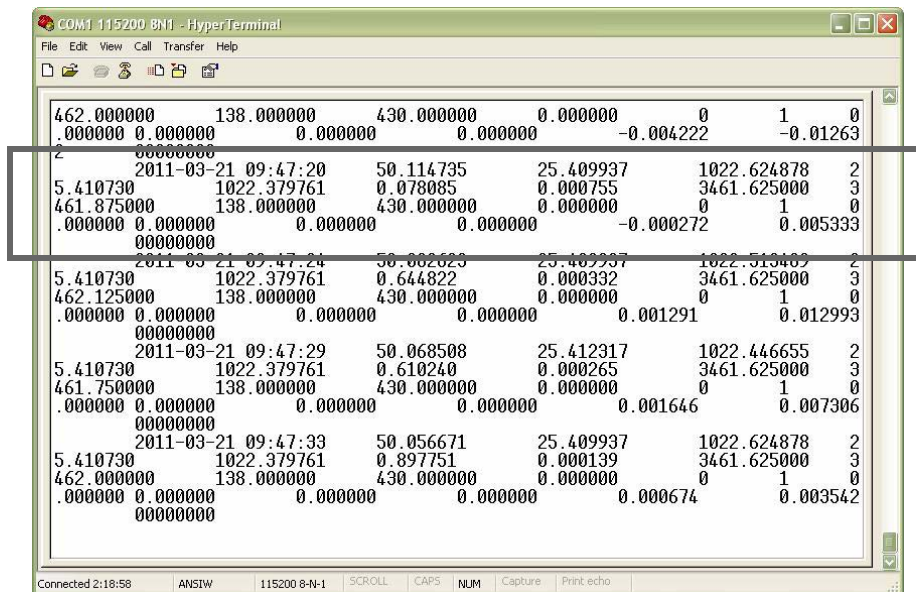 COM1 115200 8N1 - HyperTerminal
File Edit View Call Transfer Help
462.000000 138.000000 430.000000 0.000000 0 1 0
.000000 0.000000 0.000000 0.000000 -0.004222 -0.01263
2 00000000
2011-03-21 09:47:20 50.114735 25.409937 1022.624878 2
5.410730 1022.379761 0.078085 0.000755 3461.625000 3
461.875000 138.000000 430.000000 0.000000 0 1 0
.000000 0.000000 0.000000 0.000000 -0.000272 0.005333
00000000
2011-03-21 09:47:24 25.409937 2
5.410730 1022.379761 0.644822 0.000332 3461.625000 3
462.125000 138.000000 430.000000 0.000000 0 1 0
.000000 0.000000 0.000000 0.000000 0.001291 0.012993
00000000
2011-03-21 09:47:29 50.068508 25.412317 1022.446655 2
5.410730 1022.379761 0.610240 0.000265 3461.625000 3
461.750000 138.000000 430.000000 0.000000 0 1 0
.000000 0.000000 0.000000 0.000000 0.001646 0.007306
00000000
2011-03-21 09:47:33 50.056671 25.409937 1022.624878 2
5.410730 1022.379761 0.897751 0.000139 3461.625000 3
462.000000 138.000000 430.000000 0.000000 0 1 0
.000000 0.000000 0.000000 0.000000 0.000674 0.003542
00000000
Connected 2:18:58 ANSIW 115200 8-N-1 SCROLL CAPS NUM Capture Print echo